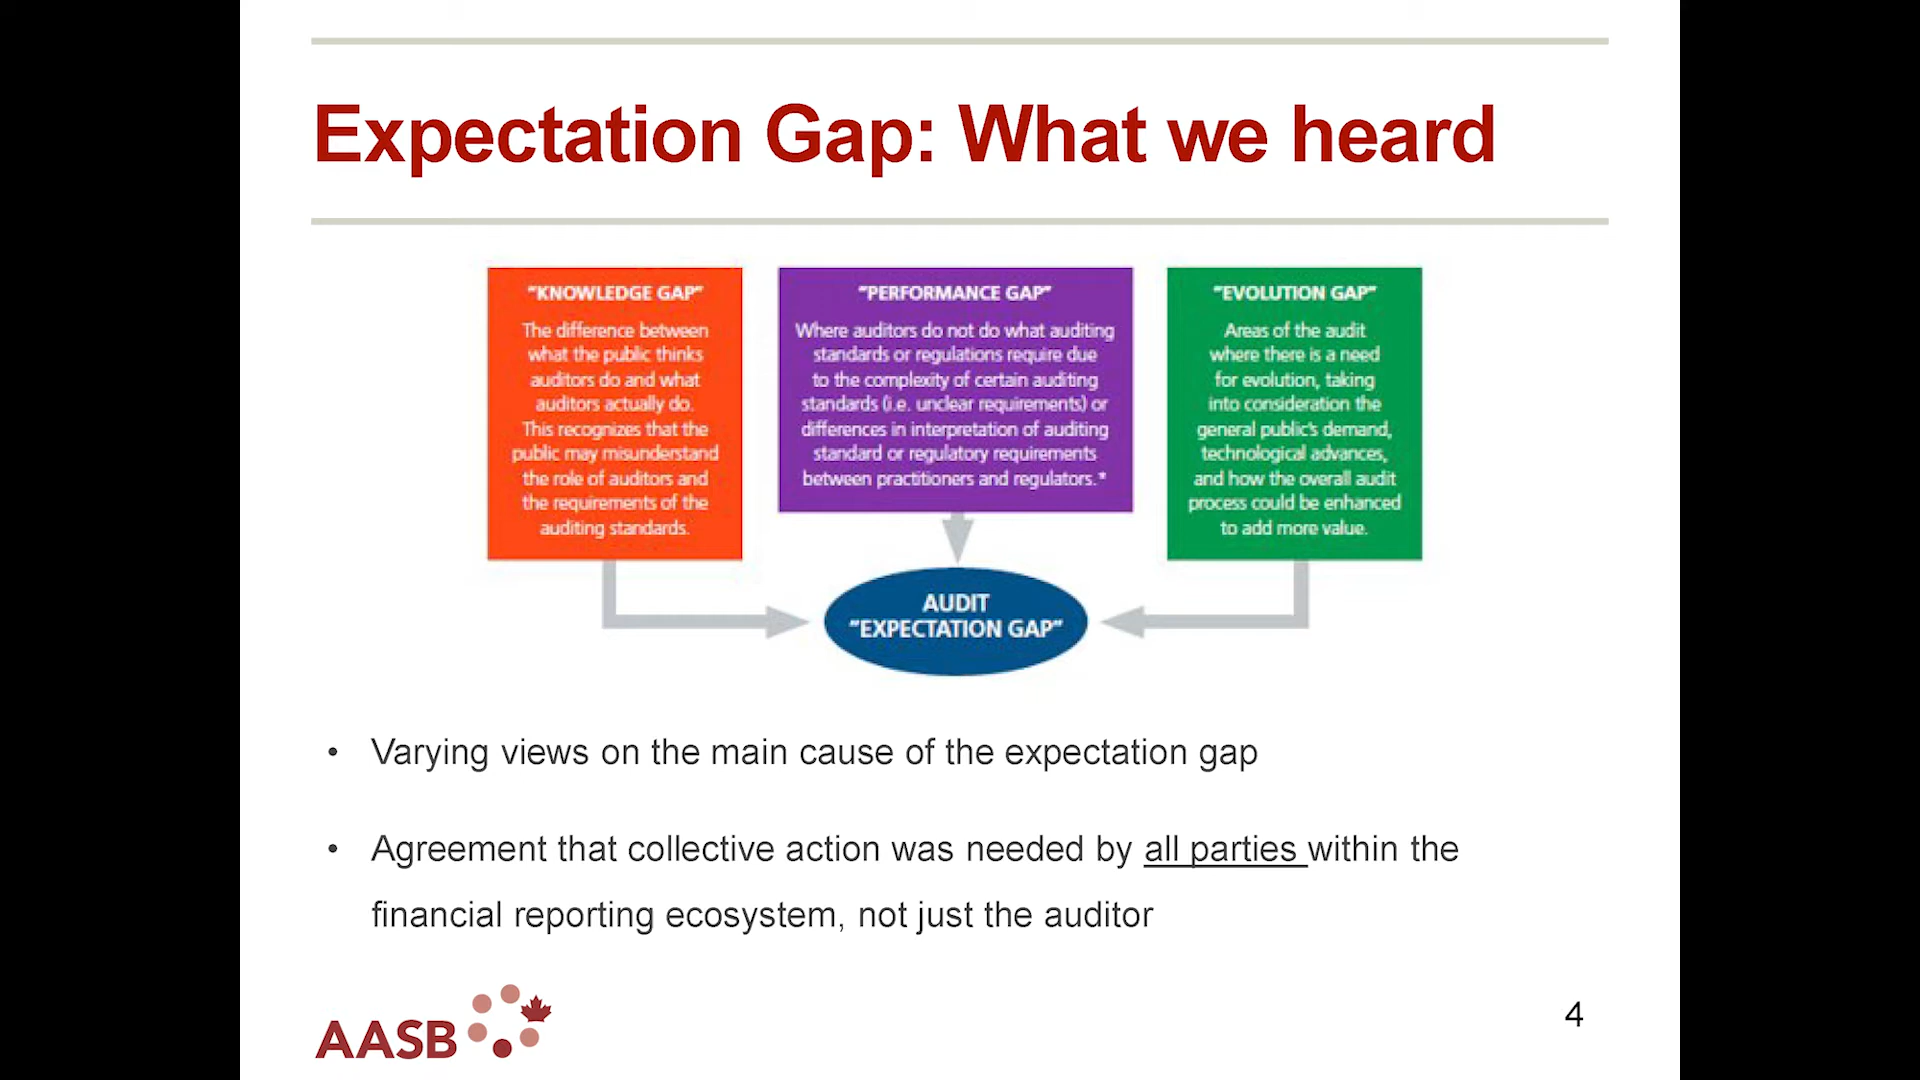 Expectation Gap: What we heard
"KNOWLEDGE GAP"
The difference between
what the public thinks
auditors do and what
auditors actually do.
This recognizes that the
public may misunderstand
the role of auditors and
the requirements of the
auditing standards.
"PERFORMANCE GAP"
Where auditors do not do what auditing
standards or regulations require due
to the complexity of certain auditing
standards (i.e. unclear requirements) or
differences in interpretation of auditing
standard or regulatory requirements
between practitioners and regulators.*
"EVOLUTION GAP"
Areas of the audit
where there is a need
for evolution, taking
into consideration the
general public's demand,
technological advances,
and how the overall audit
process could be enhanced
to add more value.
AUDIT
"EXPECTATION GAP"
• Varying views on the main cause of the expectation gap
• Agreement that collective action was needed by all parties within the
financial reporting ecosystem, not just the auditor
AASB
4